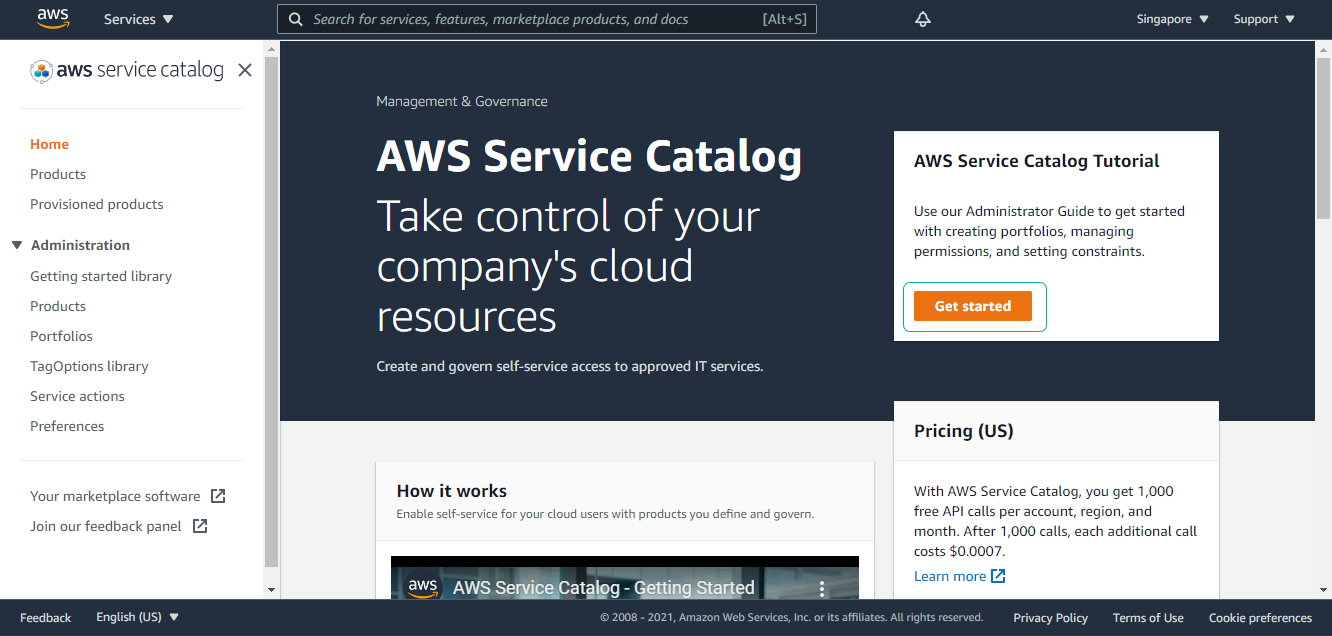 aws
Services
Search for services, features, marketplace products, and docs [Alt+S]
Singapore
Support
aws service catalog
Home
Products
Provisioned products
Administration
Getting started library
Products
Portfolios
TagOptions library
Service actions
Preferences
Your marketplace software
Join our feedback panel
Management & Governance
AWS Service Catalog
Take control of your
company's cloud
resources
Create and govern self-service access to approved IT services.
AWS Service Catalog Tutorial
Use our Administrator Guide to get started
with creating portfolios, managing
permissions, and setting constraints.
Get started
How it works
Enable self-service for your cloud users with products you define and govern.
aws
AWS Service Catalog - Getting Started
Pricing (US)
With AWS Service Catalog, you get 1,000
free API calls per account, region, and
month. After 1,000 calls, each additional call
costs $0.0007.
Learn more
Feedback
English (US)
© 2008 - 2021, Amazon Web Services, Inc. or its affiliates. All rights reserved.
Privacy Policy
Terms of Use
Cookie preferences